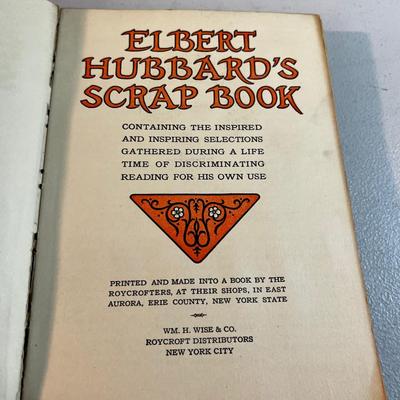 ELBERT
HUBBARD'S
SCRAP BOOK
CONTAINING THE INSPIRED
AND INSPIRING SELECTIONS
GATHERED DURING A LIFE
TIME OF DISCRIMINATING
READING FOR HIS OWN USE
PRINTED AND MADE INTO A BOOK BY THE
ROYCROFTERS, AT THEIR SHOPS, IN EAST
AURORA, ERIE COUNTY, NEW YORK STATE
WM. H. WISE & CO.
ROYCROFT DISTRIBUTORS
NEW YORK CITY